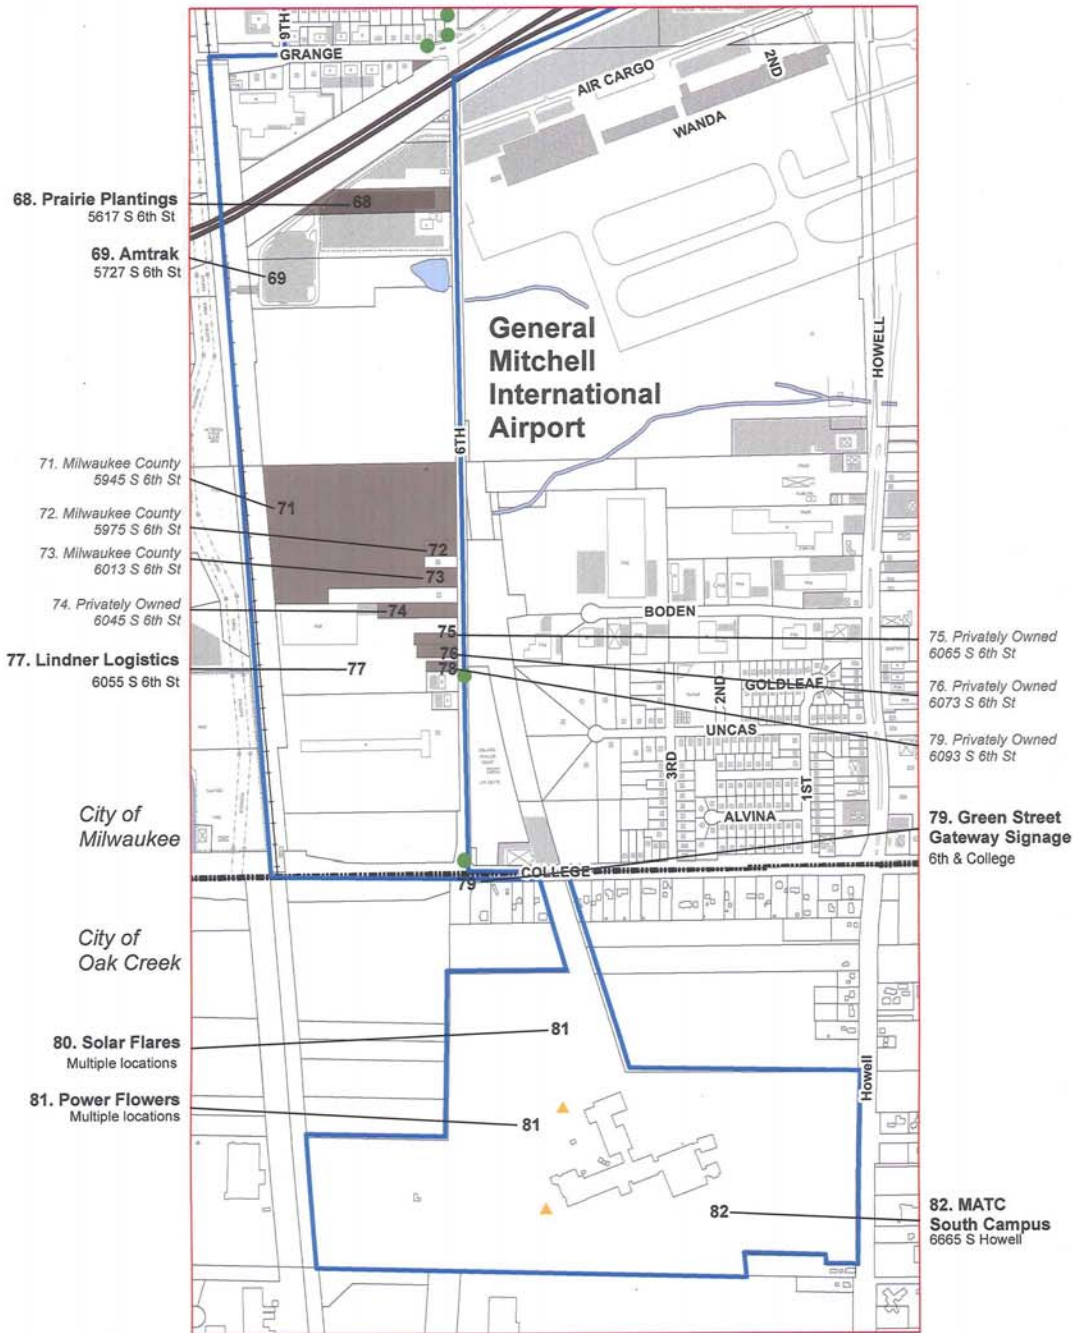 9TH
GRANGE
AIR CARGO
2ND
WANDA
68. Prairie Plantings
5617 S 6th St
68
69. Amtrak
5727 S 6th St
69
General
Mitchell
International
Airport
HOWELL
6TH
71. Milwaukee County
5945 S 6th St
71
72. Milwaukee County
5975 S 6th St
72
73. Milwaukee County
6013 S 6th St
73
74. Privately Owned
6045 S 6th St
74
BODEN
75
75. Privately Owned
6065 S 6th St
76
77. Lindner Logistics
6055 S 6th St
77
78
2ND
GOLDLEAF
76. Privately Owned
6073 S 6th St
UNCAS
79. Privately Owned
6093 S 6th St
3RD
1ST
ALVINA
City of
Milwaukee
79. Green Street
Gateway Signage
6th & College
COLLEGE
79
City of
Oak Creek
80. Solar Flares
Multiple locations
81
Howell
81. Power Flowers
Multiple locations
81
82
82. MATC
South Campus
6665 S Howell